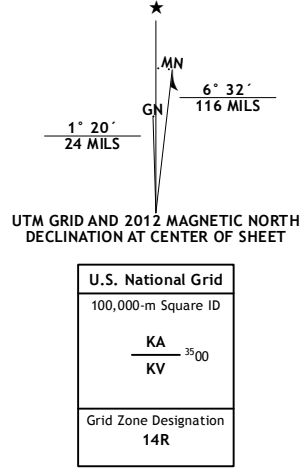 MN
6° 32´
116 MILS
GN
1° 20´
24 MILS
UTM GRID AND 2012 MAGNETIC NORTH
DECLINATION AT CENTER OF SHEET
U.S. National Grid
100,000-m Square ID
KA
3500
KV
Grid Zone Designation
14R